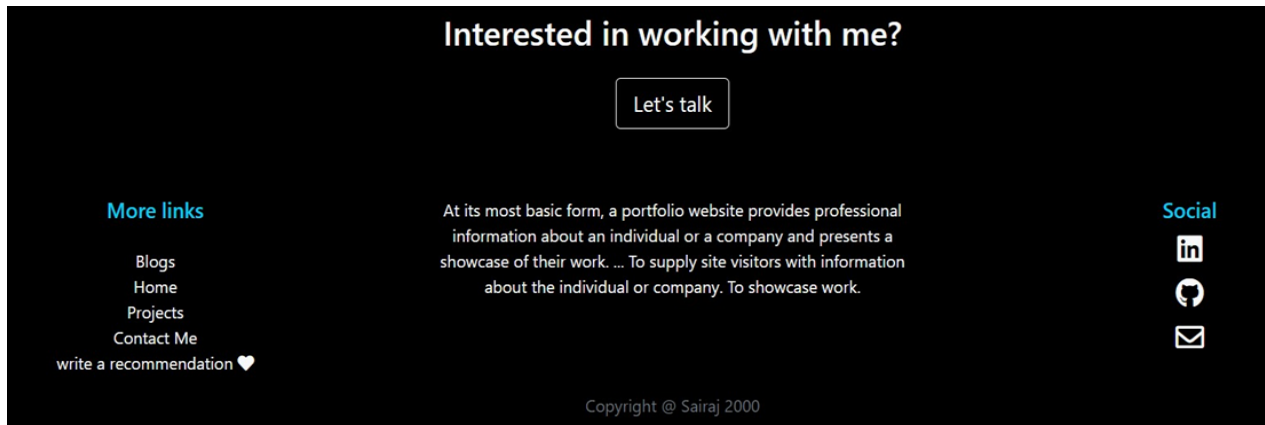 Interested in working with me?
Let's talk
More links
Blogs
Home
Projects
Contact Me
write a recommendation
At its most basic form, a portfolio website provides professional
information about an individual or a company and presents a
showcase of their work. ... To supply site visitors with information
about the individual or company. To showcase work.
Social
in
Copyright @ Sairaj 2000